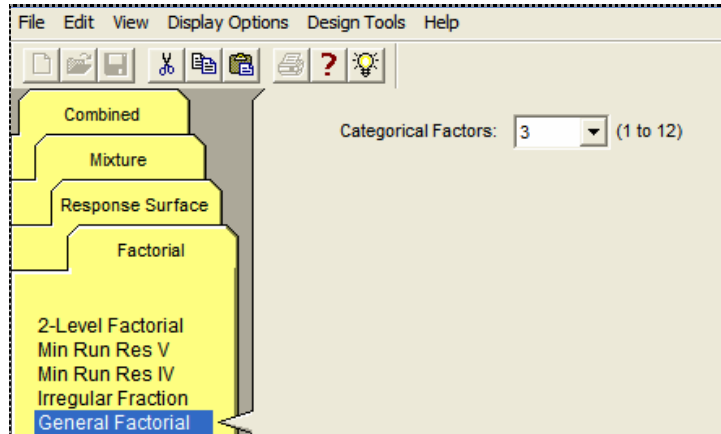 File Edit View Display Options Design Tools Help
?
Combined
Categorical Factors: 3 (1 to 12)
Mixture
Response Surface
Factorial
2-Level Factorial
Min Run Res V
Min Run Res IV
Irregular Fraction
General Factorial